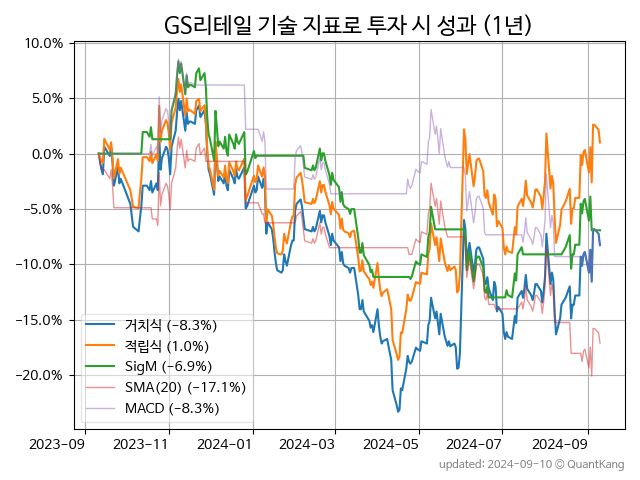 GS리테일 기술 지표로 투자 시 성과 (1년)
10.0%
5.0%
0.0%
−5.0%
−10.0%
−15.0%
−20.0%
거치식 (−8.3%)
적립식 (1.0%)
SigM (−6.9%)
SMA(20) (−17.1%)
MACD (−8.3%)
2023-09 2023-11 2024-01 2024-03 2024-05 2024-07 2024-09
updated: 2024-09-10 © QuantKang